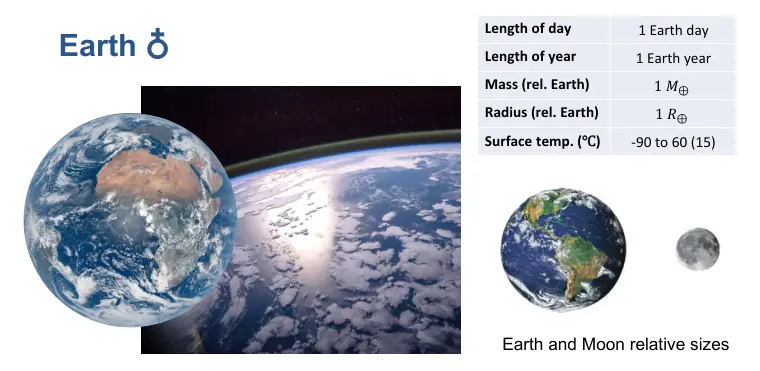 Earth ♁
Length of day 1 Earth day
Length of year 1 Earth year
Mass (rel. Earth) 1 M⊕
Radius (rel. Earth) 1 R⊕
Surface temp. (℃) -90 to 60 (15)
Earth and Moon relative sizes